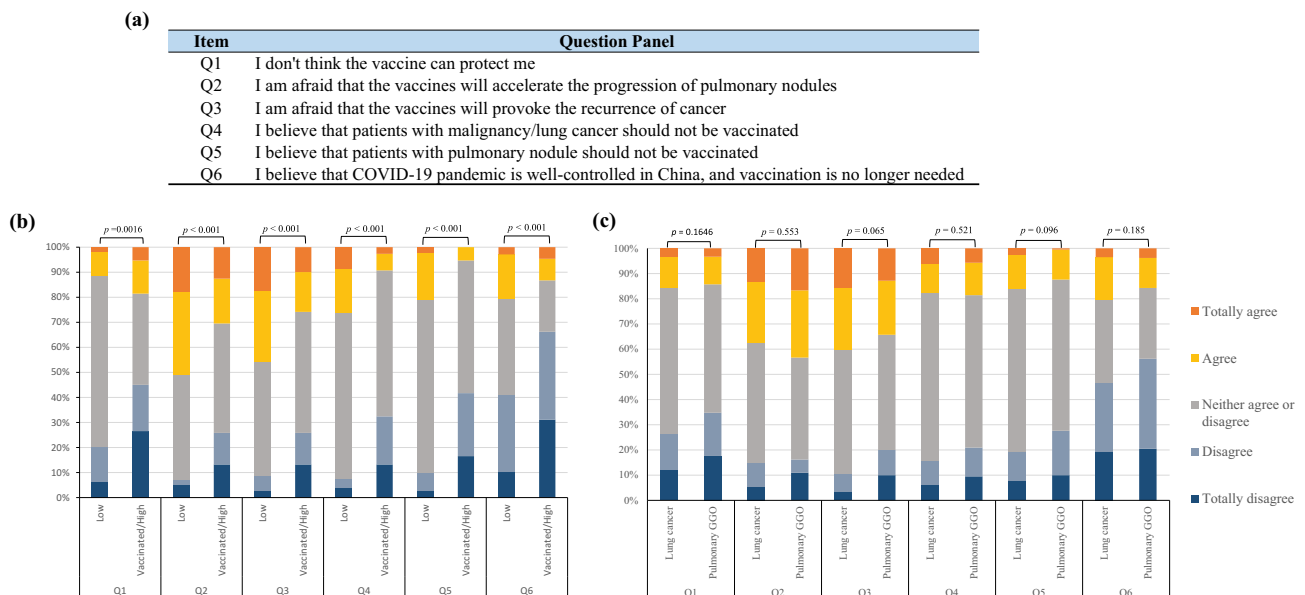 (a)
Item Question Panel
Q1 I don't think the vaccine can protect me
Q2 I am afraid that the vaccines will accelerate the progression of pulmonary nodules
Q3 I am afraid that the vaccines will provoke the recurrence of cancer
Q4 I believe that patients with malignancy/lung cancer should not be vaccinated
Q5 I believe that patients with pulmonary nodule should not be vaccinated
Q6 I believe that COVID-19 pandemic is well-controlled in China, and vaccination is no longer needed
(b)
p =0.0016 p < 0.001 p < 0.001 p < 0.001 p < 0.001 p < 0.001
100%
90%
80%
70%
60%
50%
40%
30%
20%
10%
0%
Low Vaccinated/High Low Vaccinated/High Low Vaccinated/High Low Vaccinated/High Low Vaccinated/High Low Vaccinated/High
Q1 Q2 Q3 Q4 Q5 Q6
(c)
p = 0.1646 p = 0.553 p = 0.065 p = 0.521 p = 0.096 p = 0.185
100%
90%
80%
70%
60%
50%
40%
30%
20%
10%
0%
Lung cancer Pulmonary GGO Lung cancer Pulmonary GGO Lung cancer Pulmonary GGO Lung cancer Pulmonary GGO Lung cancer Pulmonary GGO Lung cancer Pulmonary GGO
Q1 Q2 Q3 Q4 Q5 Q6
Totally agree
Agree
Neither agree or
disagree
Disagree
Totally disagree